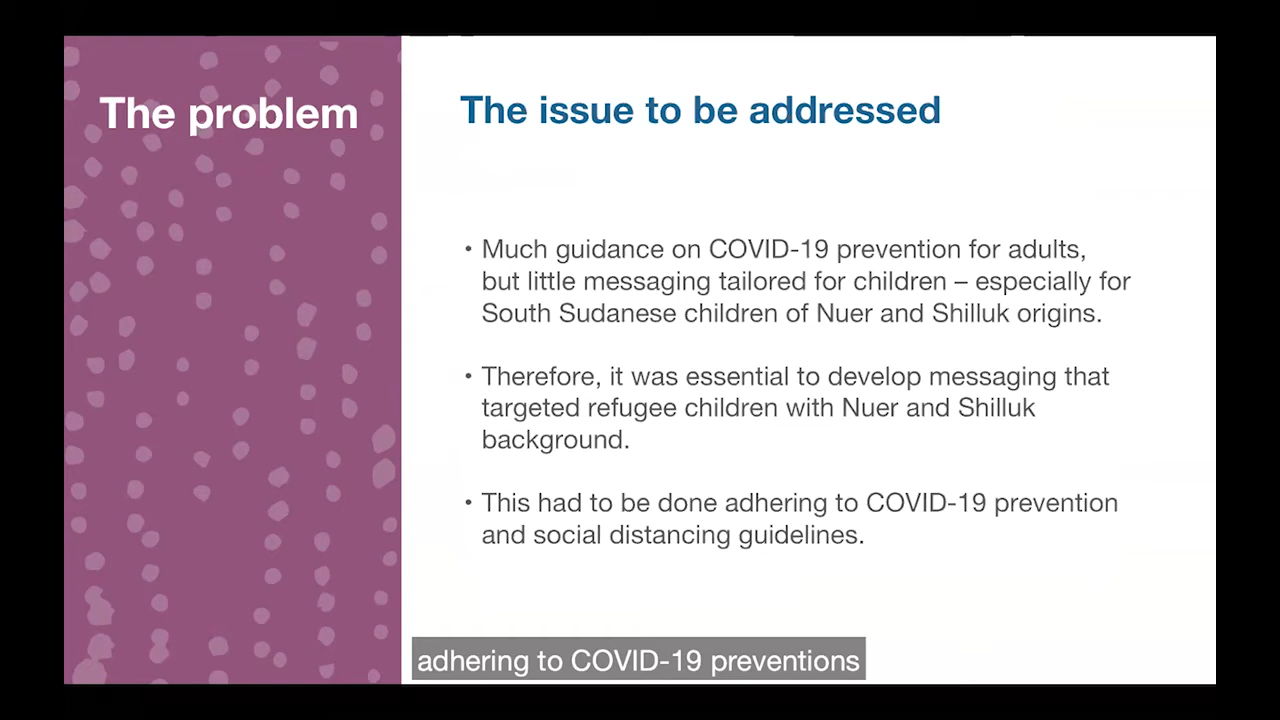 The problem
The issue to be addressed
• Much guidance on COVID-19 prevention for adults,
but little messaging tailored for children – especially for
South Sudanese children of Nuer and Shilluk origins.
• Therefore, it was essential to develop messaging that
targeted refugee children with Nuer and Shilluk
background.
• This had to be done adhering to COVID-19 prevention
and social distancing guidelines.
adhering to COVID-19 preventions